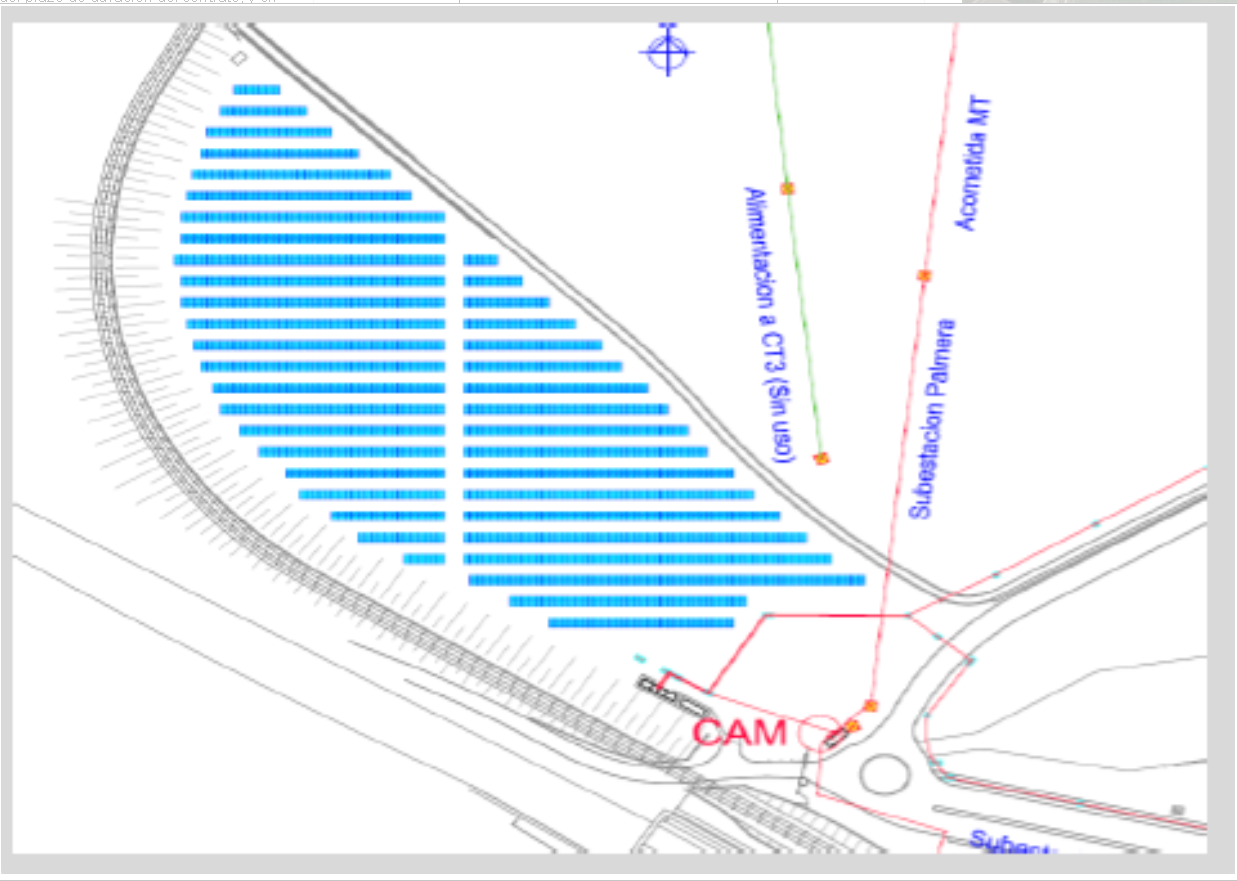 Acometida MT
Alimentacion a CT3 (Sin uso)
Subestacion Palmera
CAM